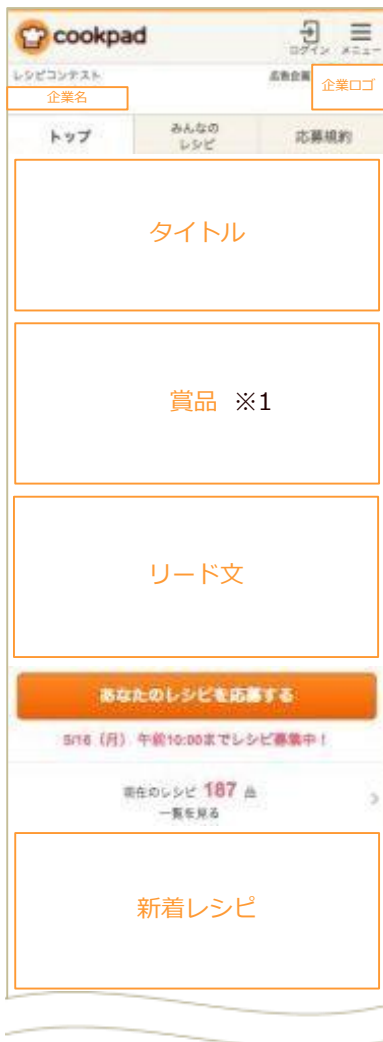 cookpad
ログイン メニュー
レシピコンテスト
広告企画
企業ロゴ
企業名
トップ
みんなの
レシピ
応募規約
タイトル
賞品 ※1
リード文
あなたのレシピを応募する
5/16（月） 午前10:00までレシピ募集中！
現在のレシピ 187 品
一覧を見る
新着レシピ